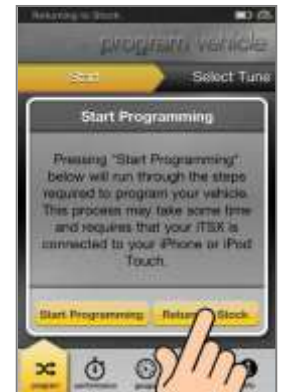 Returning to Stock
program vehicle
Start
Select Tune
Start Programming
Pressing "Start Programming"
below will run through the steps
required to program your vehicle.
This process may take some time
and requires that your iTSX is
connected to your iPhone or iPod
Touch.
Start Programming
Return Stock
program
performance